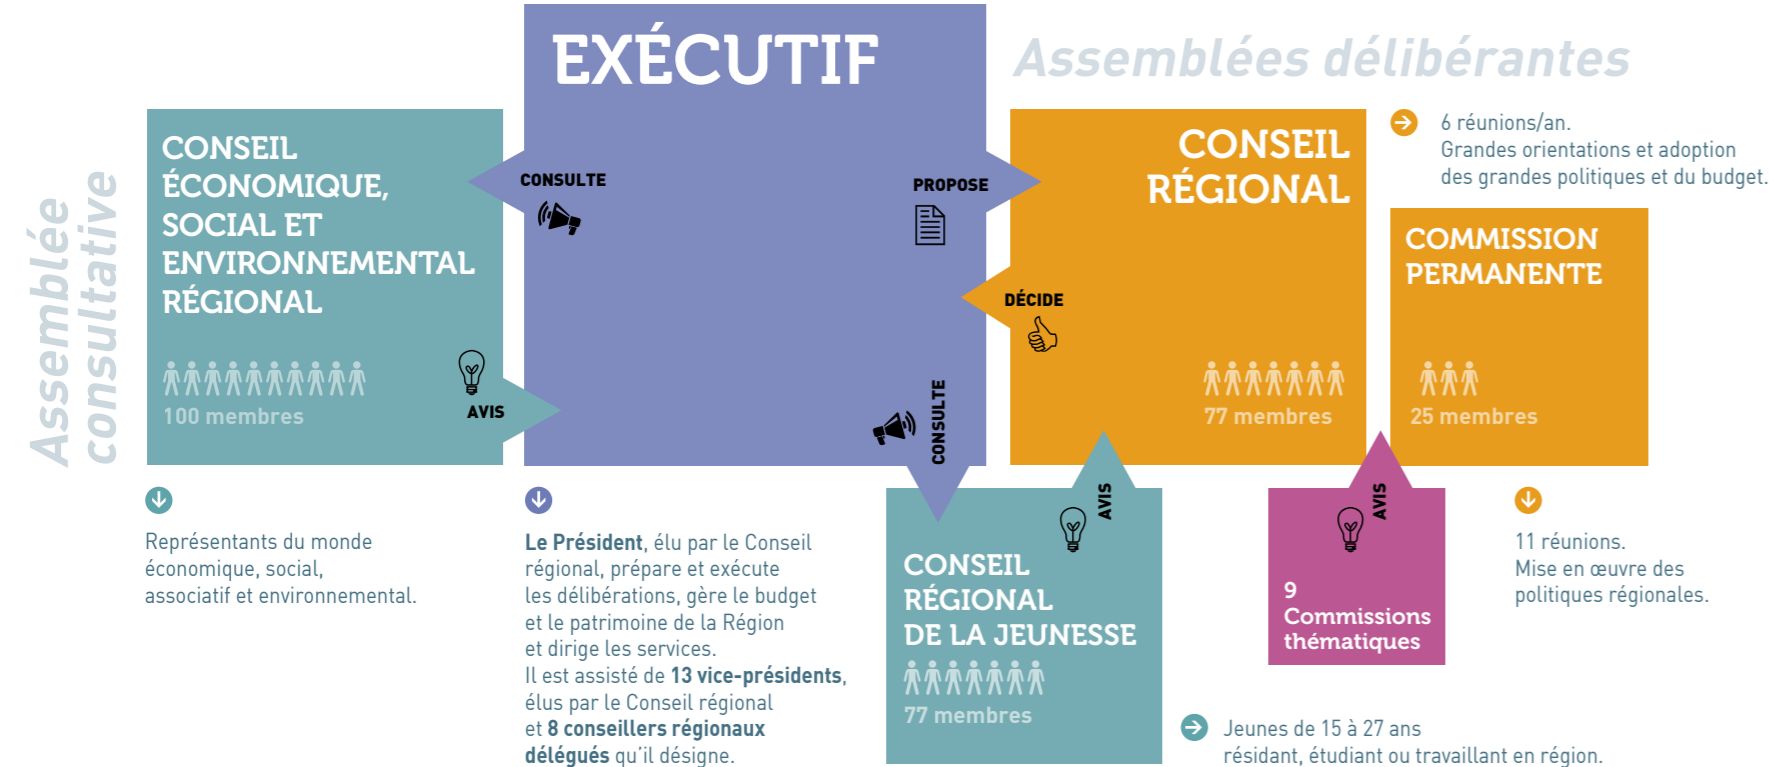 Assemblée
consultative
CONSEIL
ÉCONOMIQUE,
SOCIAL ET
ENVIRONNEMENTAL
RÉGIONAL
100 membres
AVIS
Représentants du monde
économique, social,
associatif et environnemental.
EXÉCUTIF
CONSULTE
PROPOSE
CONSULTE
Le Président, élu par le Conseil
régional, prépare et exécute
les délibérations, gère le budget
et le patrimoine de la Région
et dirige les services.
Il est assisté de 13 vice-présidents,
élus par le Conseil régional
et 8 conseillers régionaux
délégués qu’il désigne.
Assemblées délibérantes
CONSEIL
RÉGIONAL
DÉCIDE
77 membres
6 réunions/an.
Grandes orientations et adoption
des grandes politiques et du budget.
COMMISSION
PERMANENTE
25 membres
11 réunions.
Mise en œuvre des
politiques régionales.
AVIS
CONSEIL
RÉGIONAL
DE LA JEUNESSE
77 membres
Jeunes de 15 à 27 ans
résidant, étudiant ou travaillant en région.
AVIS
9
Commissions
thématiques